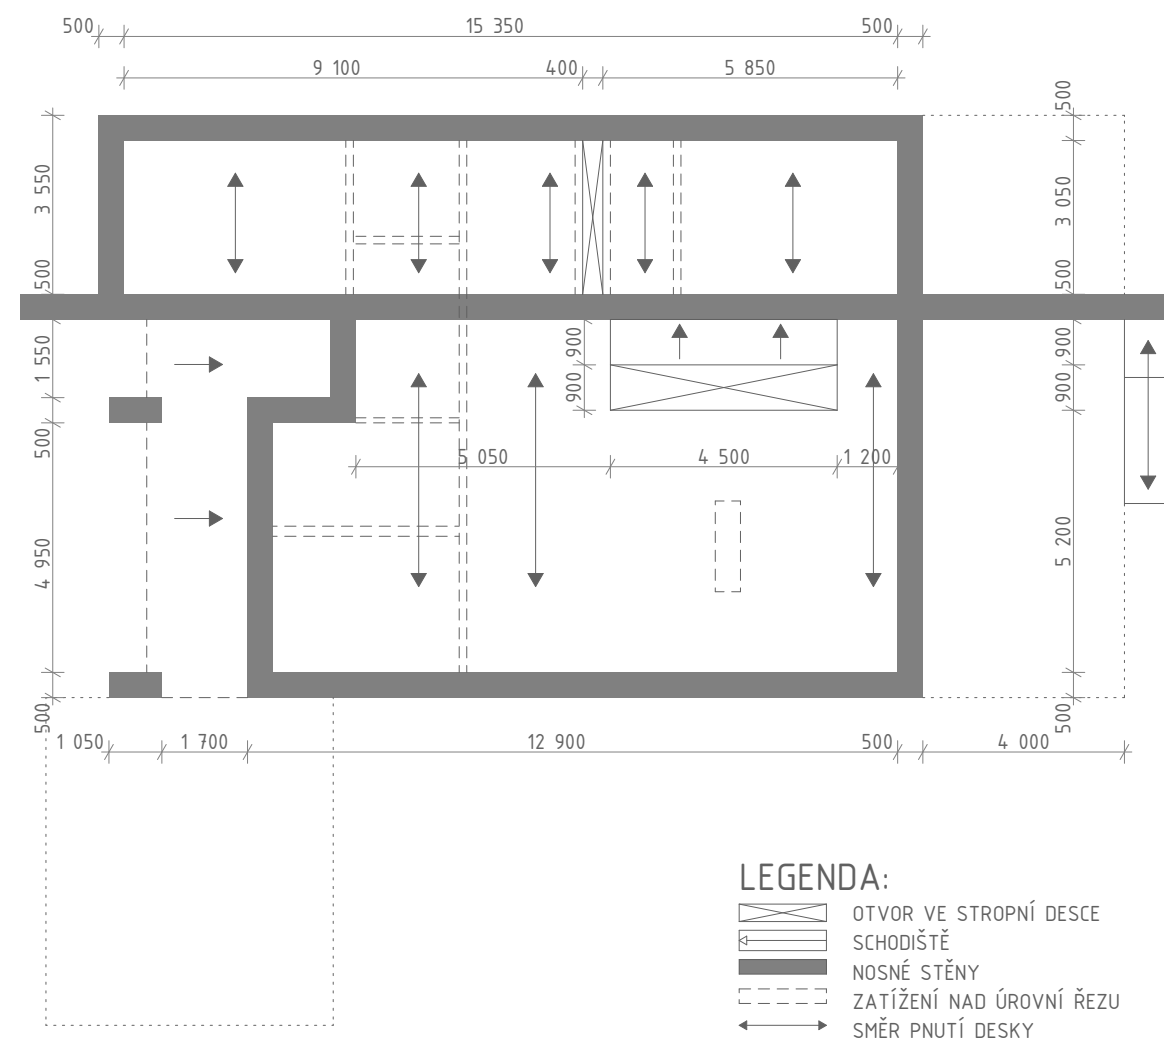 500 15 350 500
9 100 400 5 850
500
3 550
3 050
500
500
1 550
900
900
900
900
500
5 050 4 500 1 200
4 950
5 200
500
500
1 050 1 700 12 900 500 4 000
LEGENDA:
OTVOR VE STROPNÍ DESCE
SCHODIŠTĚ
NOSNÉ STĚNY
ZATÍŽENÍ NAD ÚROVNÍ ŘEZU
SMĚR PNUTÍ DESKY